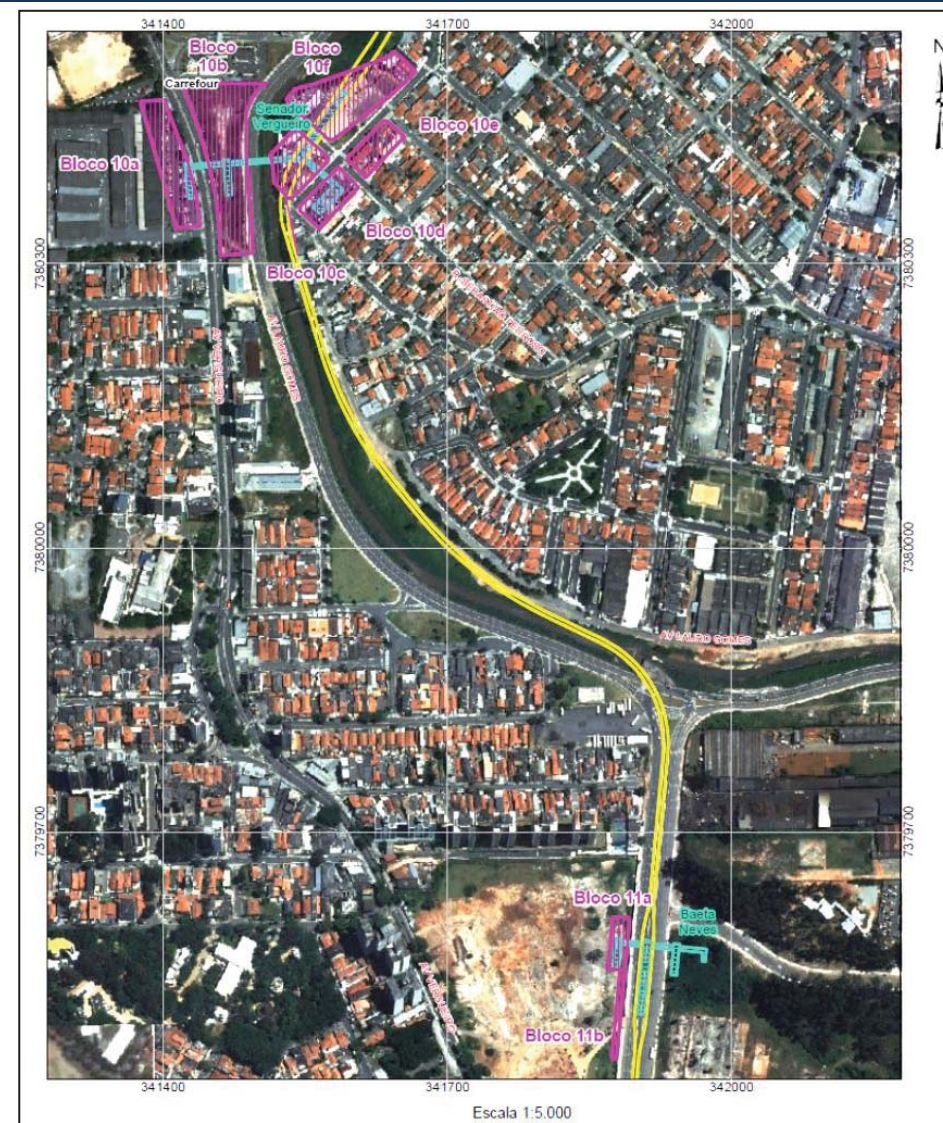 341400
341700
342000
N
Bloco
10b
Bloco
10f
Carrefour
Senador
Vergueiro
Bloco 10e
Bloco 10a
Bloco 10d
Bloco 10c
7380300
7380300
AV LAURO GOMES
7380000
7380000
AV LAURO GOMES
7379700
7379700
Bloco 11a
Baeta
Neves
Bloco 11b
341400
341700
342000
Escala 1:5.000